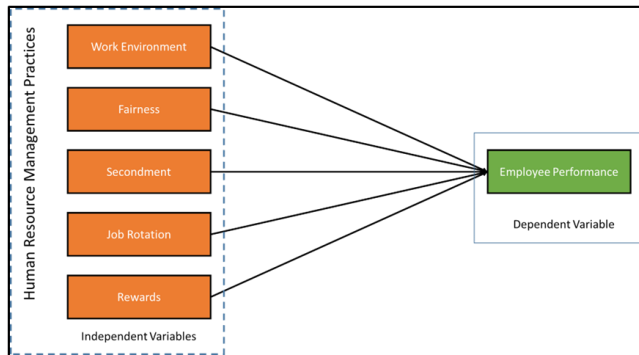 Human Resource Management Practices
Work Environment
Fairness
Secondment
Job Rotation
Rewards
Independent Variables
Employee Performance
Dependent Variable